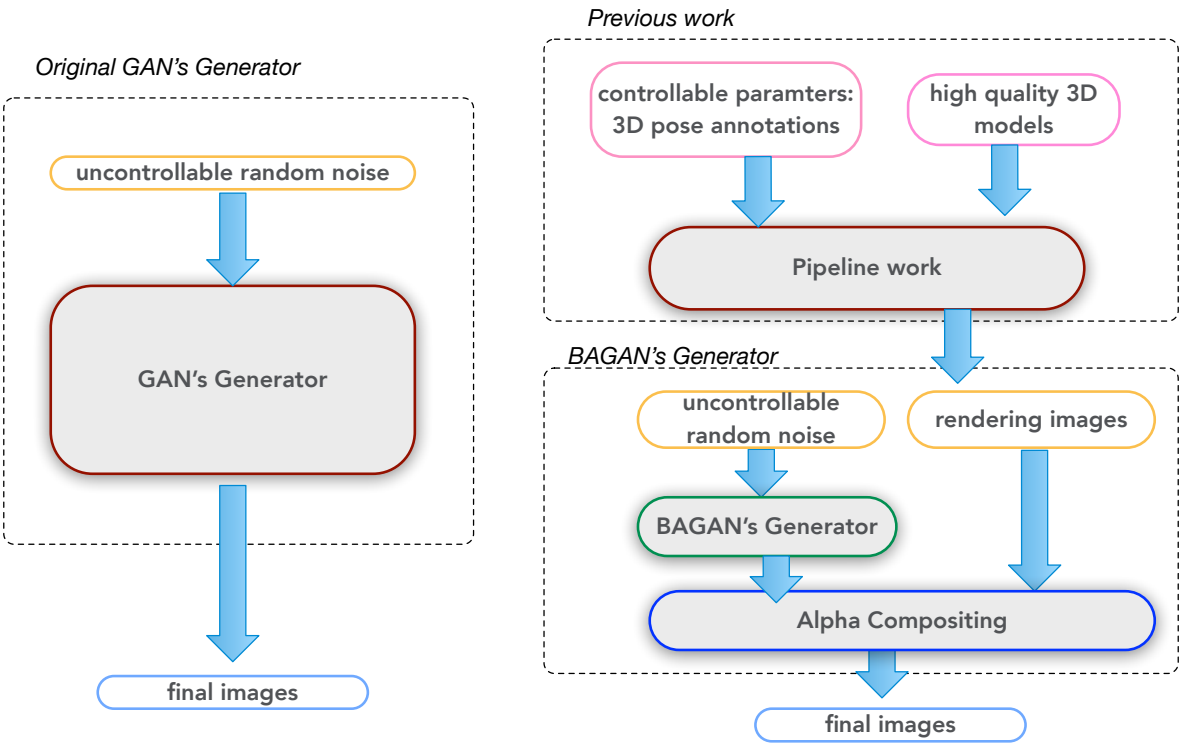 Original GAN's Generator
uncontrollable random noise
GAN's Generator
final images
Previous work
controllable paramters:
3D pose annotations
high quality 3D
models
Pipeline work
BAGAN's Generator
uncontrollable
random noise
rendering images
BAGAN's Generator
Alpha Compositing
final images